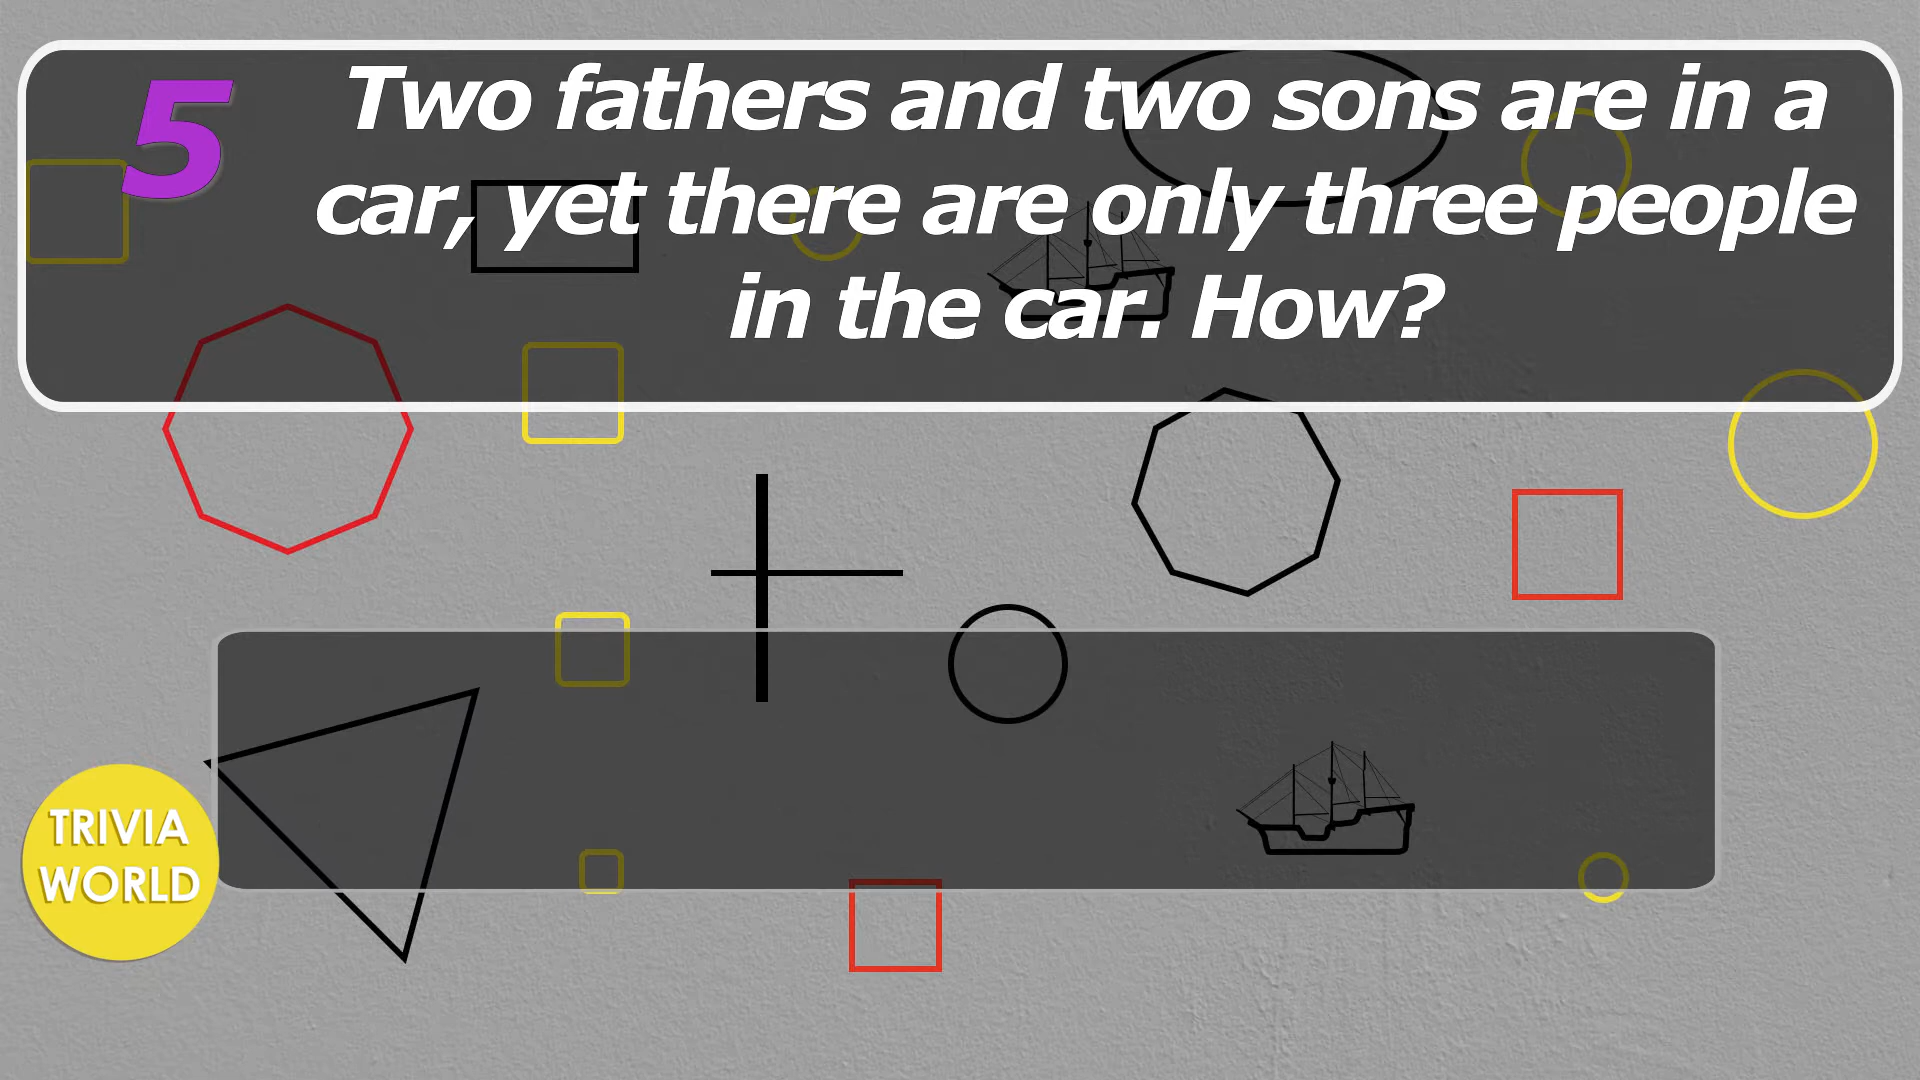 5
Two fathers and two sons are in a
car, yet there are only three people
in the car. How?
TRIVIA
WORLD